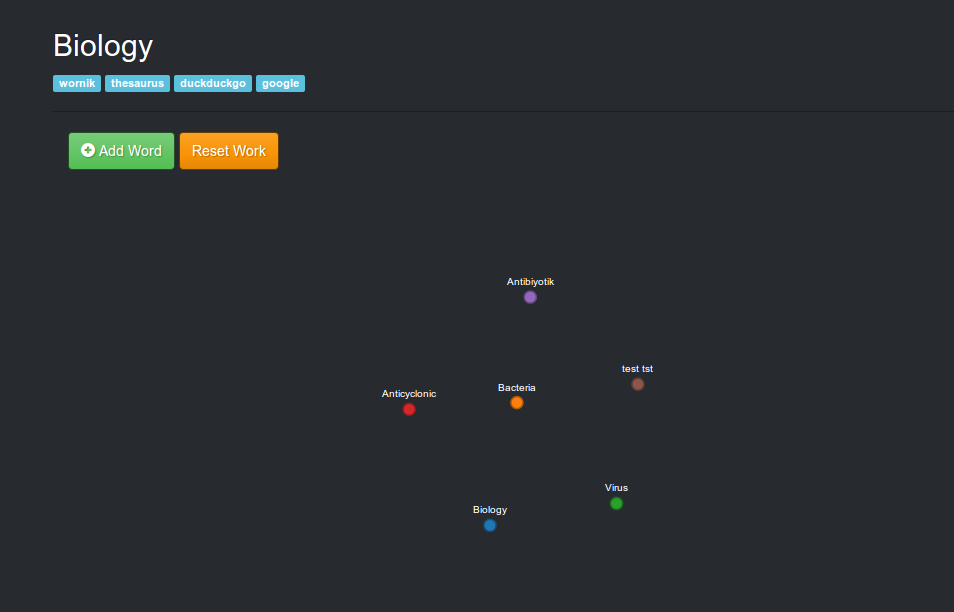 Biology
wornik thesaurus duckduckgo google
Add Word Reset Work
Antibiyotik
test tst
Bacteria
Anticyclonic
Virus
Biology